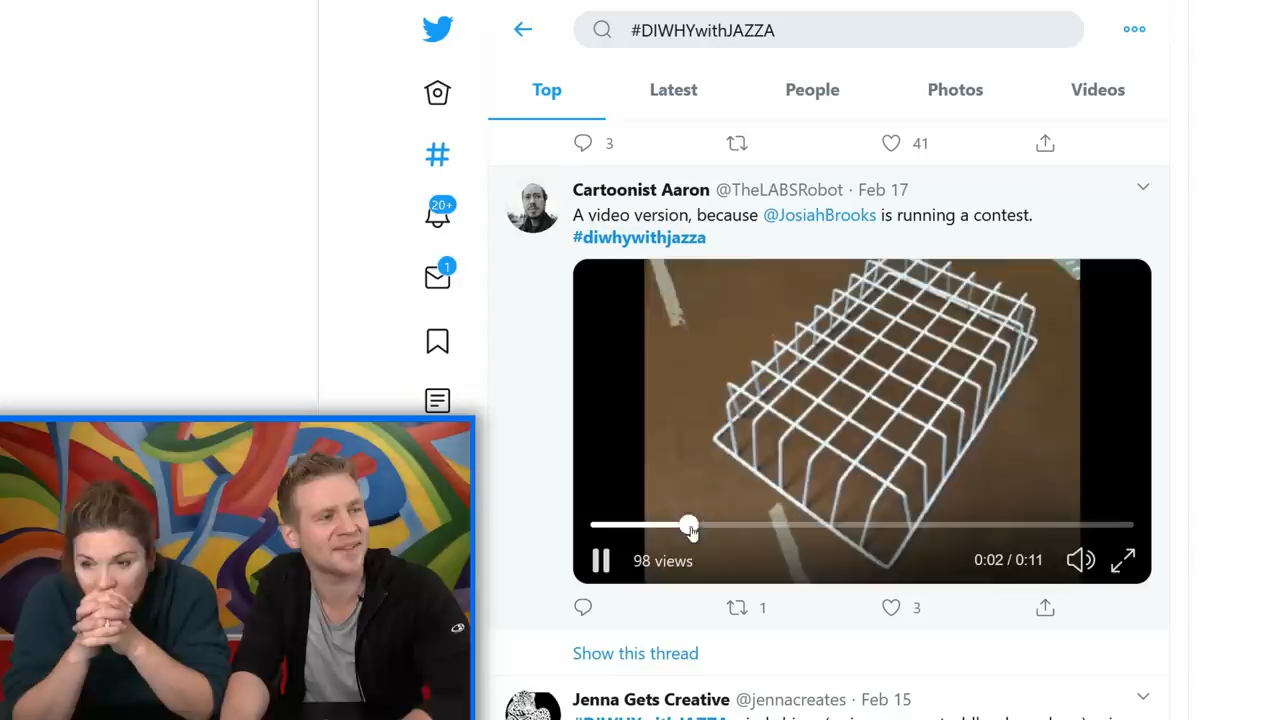 #DIWHYwithJAZZA
Top Latest People Photos Videos
3 41
20+
Cartoonist Aaron @TheLABSRobot · Feb 17
A video version, because @JosiahBrooks is running a contest.
#diwhywithjazza
1
98 views 0:02 / 0:11
1 3
Show this thread
Jenna Gets Creative @jennacreates · Feb 15